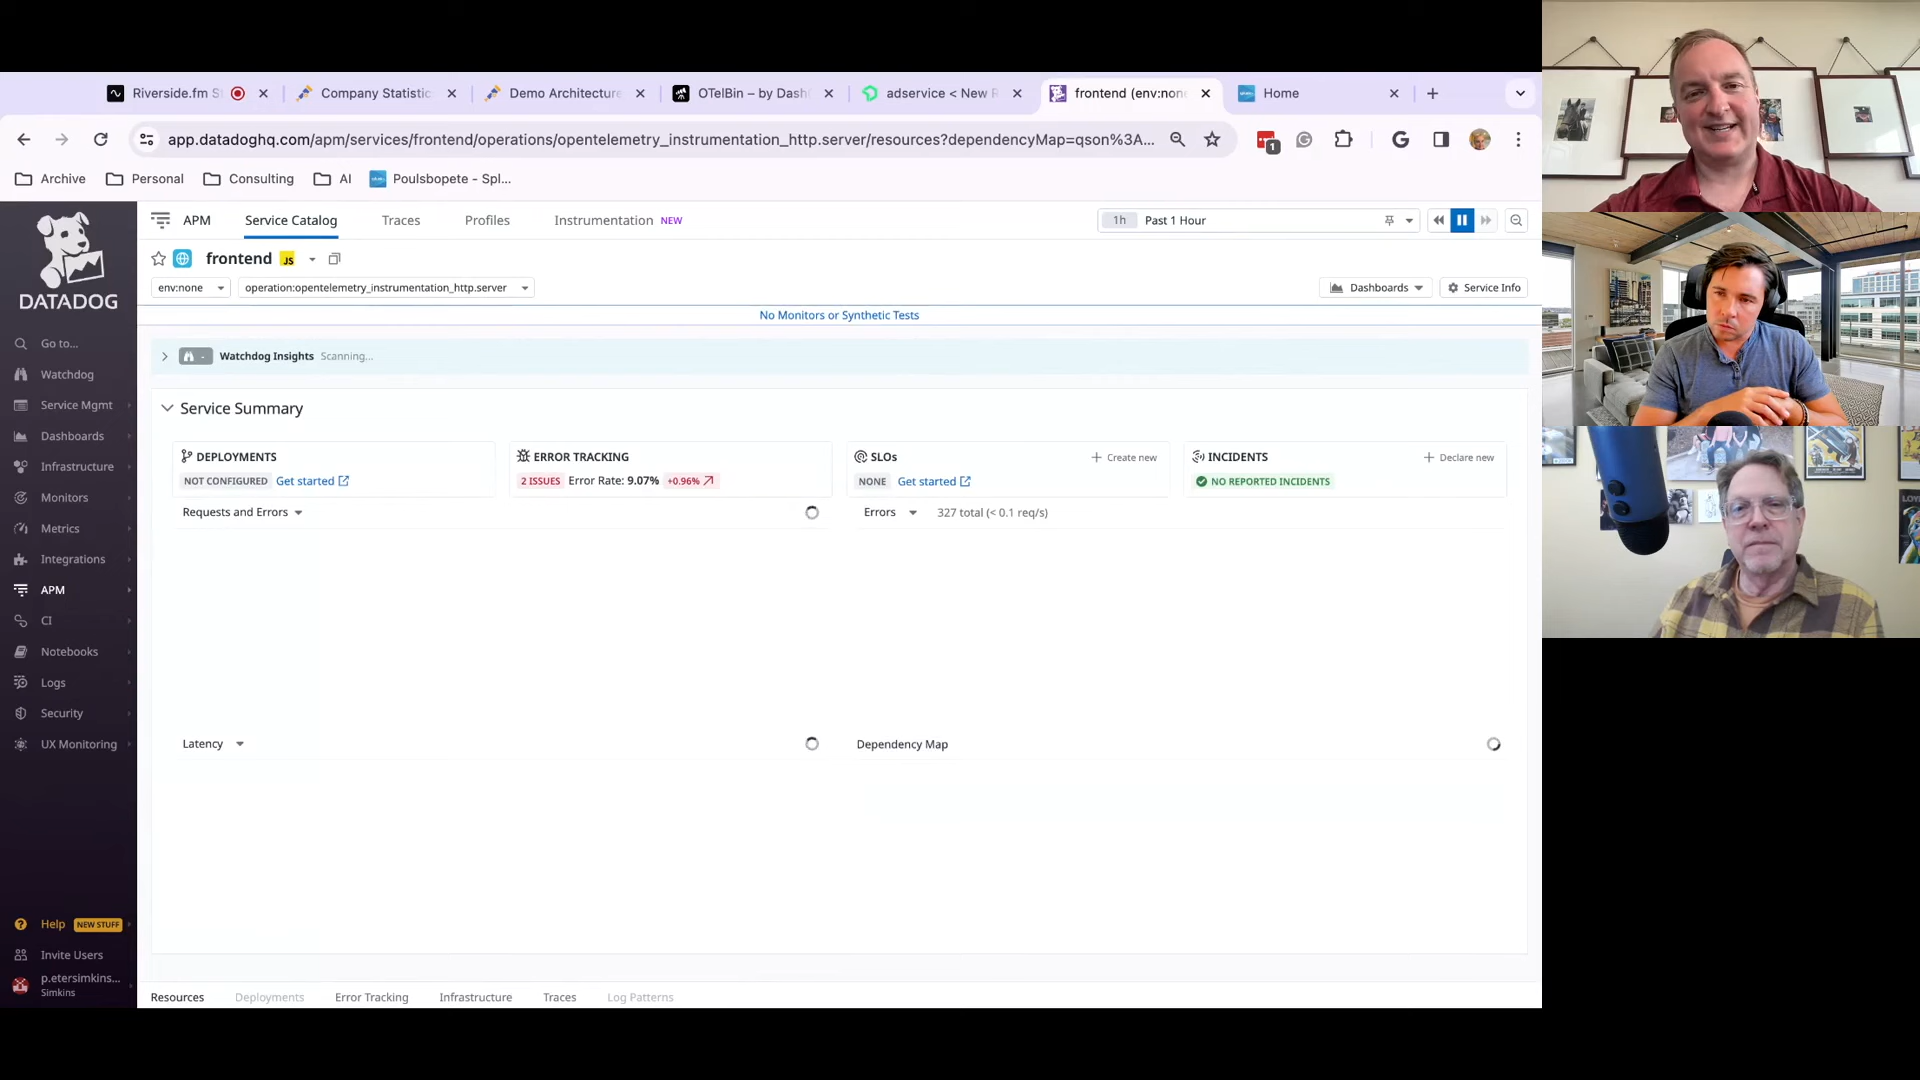 Riverside.fm S
Company Statistic
Demo Architecture
OTelBin – by Dash
adservice < New R
frontend (env:none
Home
app.datadoghq.com/apm/services/frontend/operations/opentelemetry_instrumentation_http.server/resources?dependencyMap=qson%3A...
1
Archive
Personal
Consulting
AI
Poulsbopete - Spl...
DATADOG
Go to...
Watchdog
Service Mgmt
Dashboards
Infrastructure
Monitors
Metrics
Integrations
APM
CI
Notebooks
Logs
Security
UX Monitoring
Help NEW STUFF
Invite Users
p.etersimkins...
Simkins
APM
Service Catalog
Traces
Profiles
Instrumentation NEW
1h Past 1 Hour
frontend JS
env:none
operation:opentelemetry_instrumentation_http.server
Dashboards
Service Info
No Monitors or Synthetic Tests
- Watchdog Insights Scanning...
Service Summary
DEPLOYMENTS
NOT CONFIGURED Get started
ERROR TRACKING
2 ISSUES Error Rate: 9.07% +0.96%
SLOs
+ Create new
NONE Get started
INCIDENTS
+ Declare new
NO REPORTED INCIDENTS
Requests and Errors
Errors
327 total (< 0.1 req/s)
Latency
Dependency Map
Resources
Deployments
Error Tracking
Infrastructure
Traces
Log Patterns